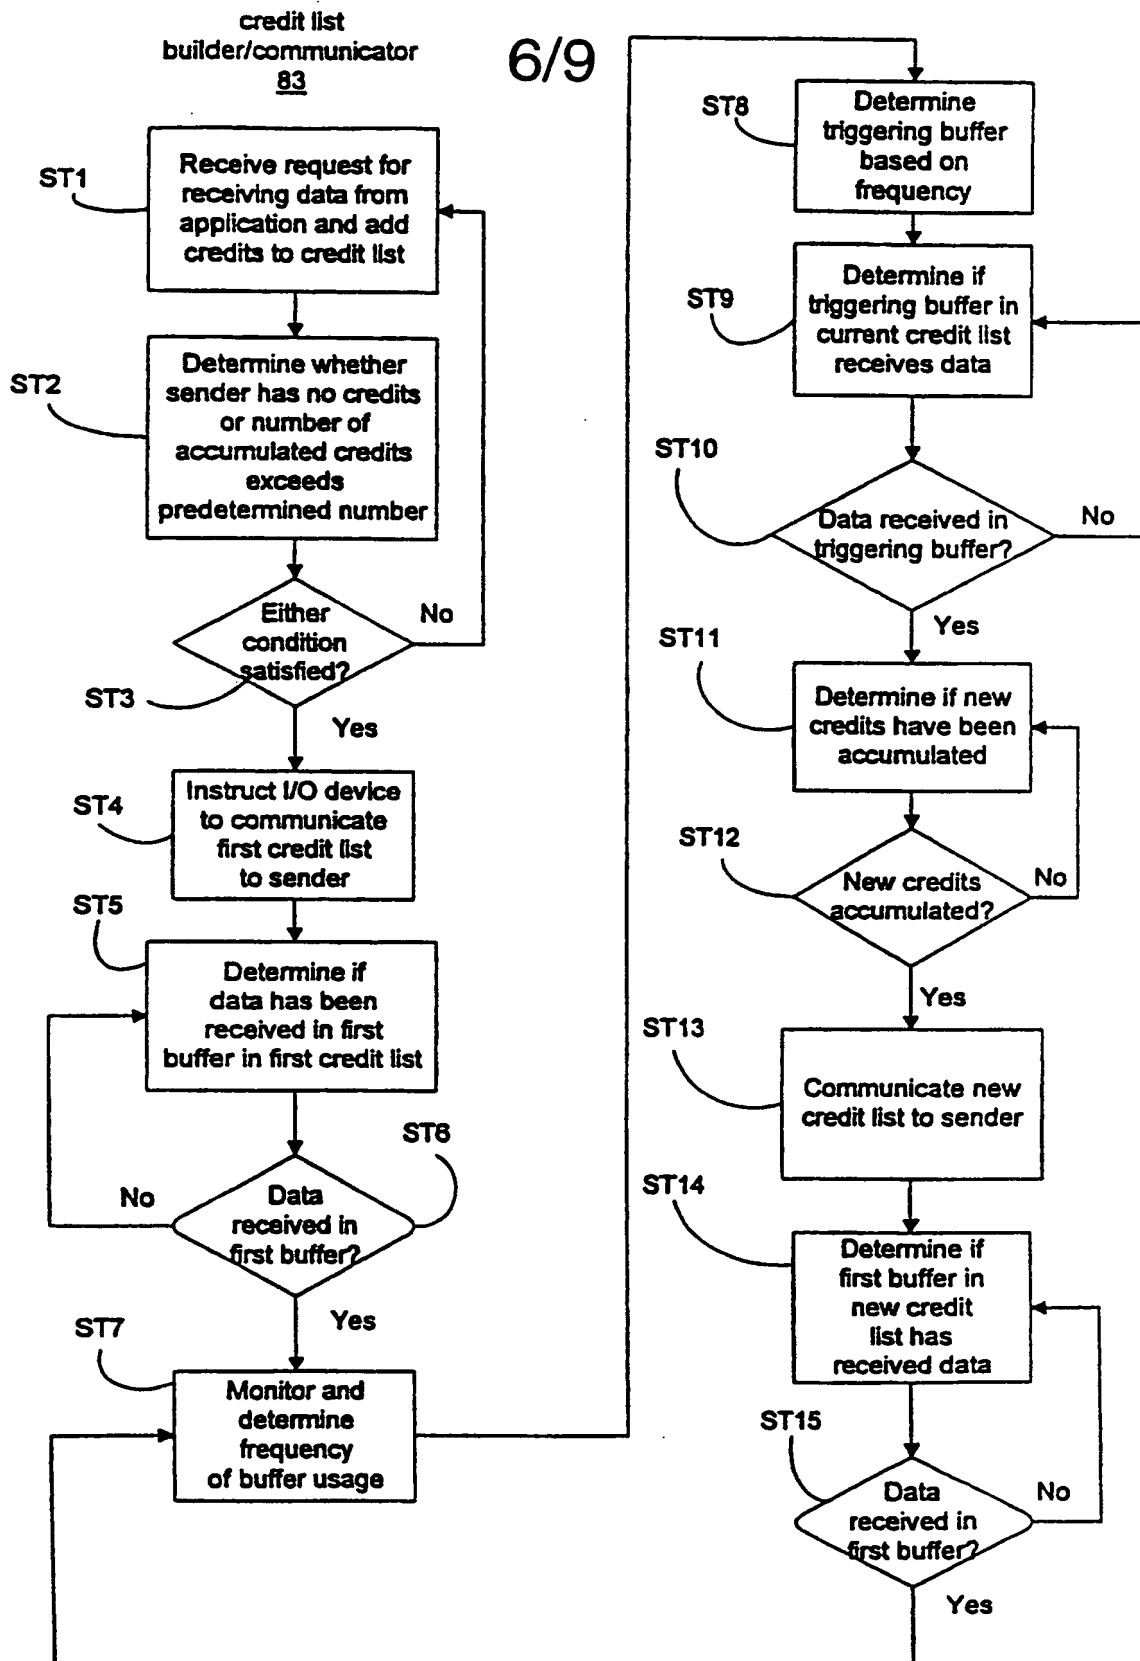 credit list
builder/communicator
83
6/9
ST1
Receive request for
receiving data from
application and add
credits to credit list
ST2
Determine whether
sender has no credits
or number of
accumulated credits
exceeds
predetermined number
Either
condition
satisfied?
No
ST3
Yes
ST4
Instruct I/O device
to communicate
first credit list
to sender
ST5
Determine if
data has been
received in first
buffer in first credit list
ST6
No
Data
received in
first buffer?
Yes
ST7
Monitor and
determine
frequency
of buffer usage
ST8
Determine
triggering buffer
based on
frequency
ST9
Determine if
triggering buffer in
current credit list
receives data
ST10
Data received in
triggering buffer?
No
Yes
ST11
Determine if new
credits have been
accumulated
ST12
New credits
accumulated?
No
Yes
ST13
Communicate new
credit list to sender
ST14
Determine if
first buffer in
new credit
list has
received data
ST15
Data
received in
first buffer?
No
Yes